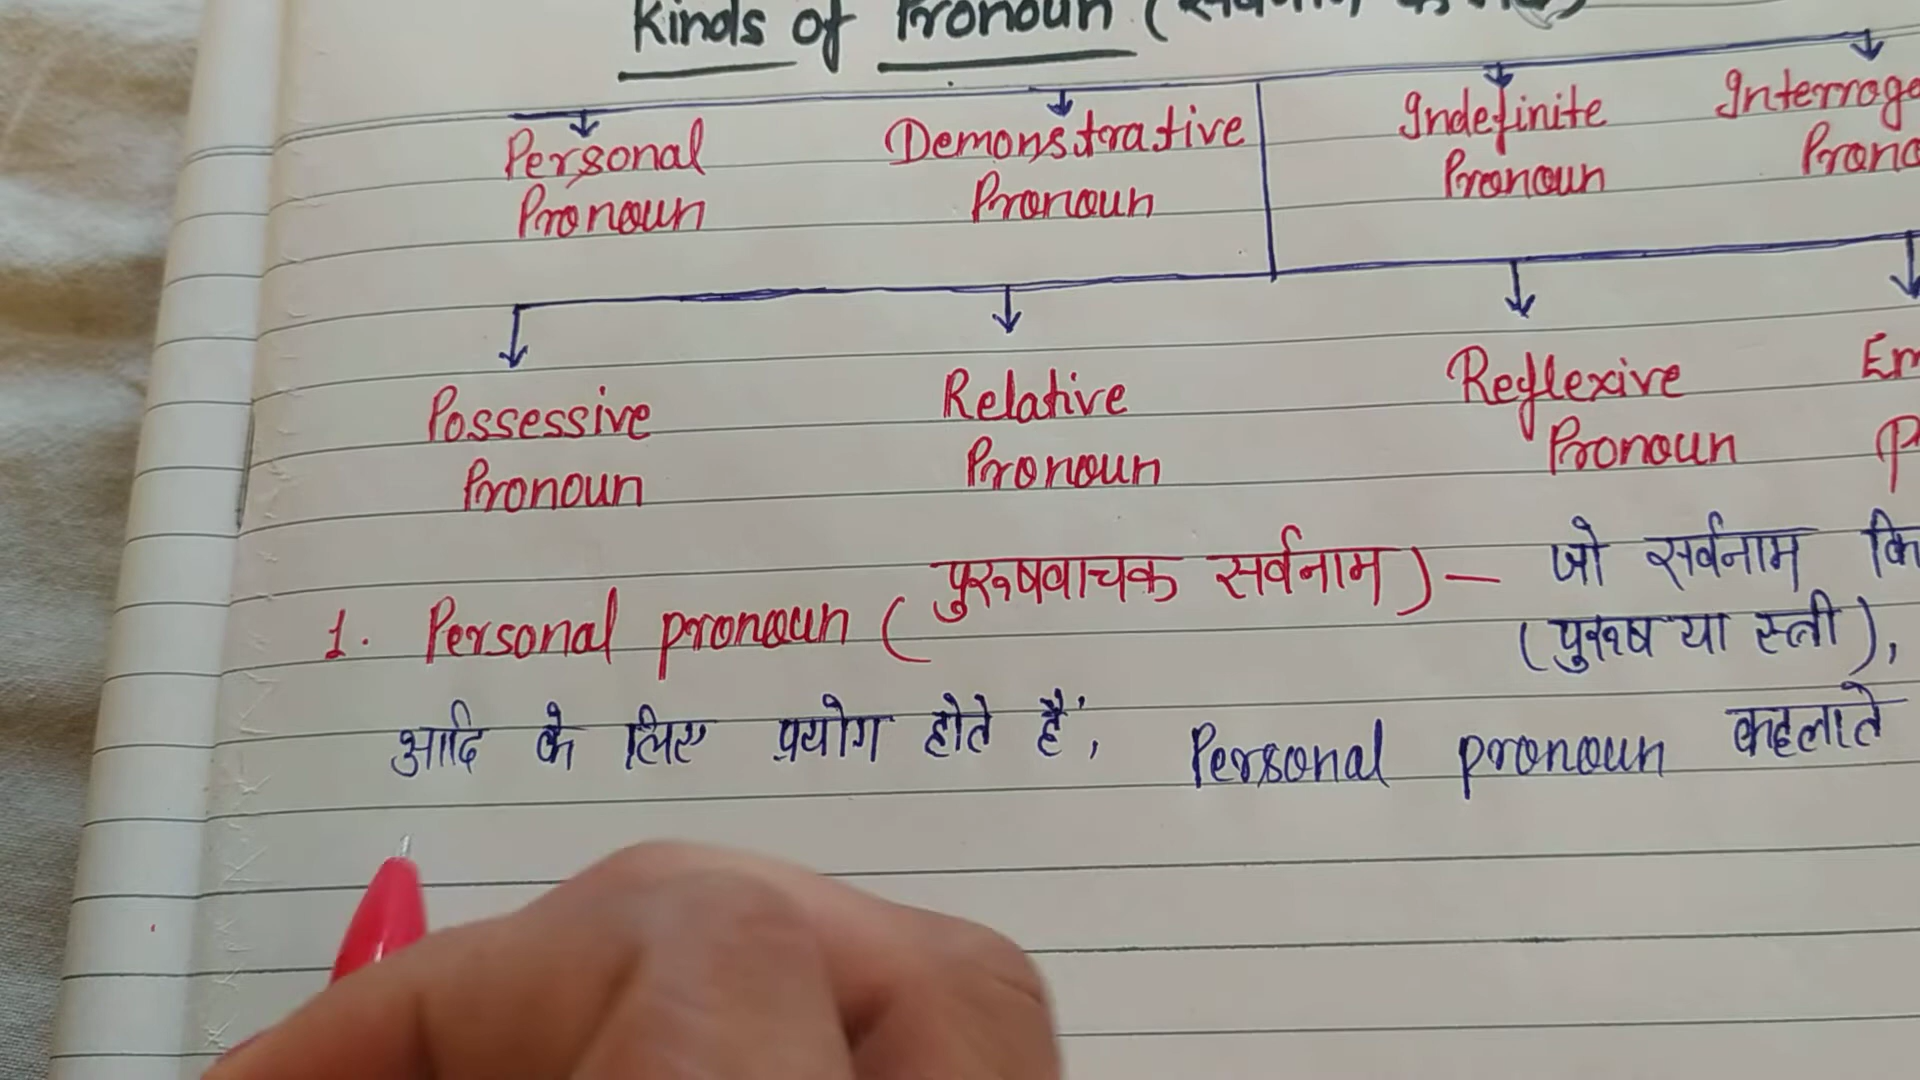 Kinds of Pronoun (
Personal Demonstrative Indefinite
Pronoun Pronoun Pronoun
Possessive Relative Reflexive
Pronoun Pronoun Pronoun
1. Personal pronoun (पुरूषवाचक सर्वनाम) — जो सर्वनाम
(पुरूष या स्त्री),
आदि के लिए प्रयोग होते हैं, Personal pronoun कहलाते